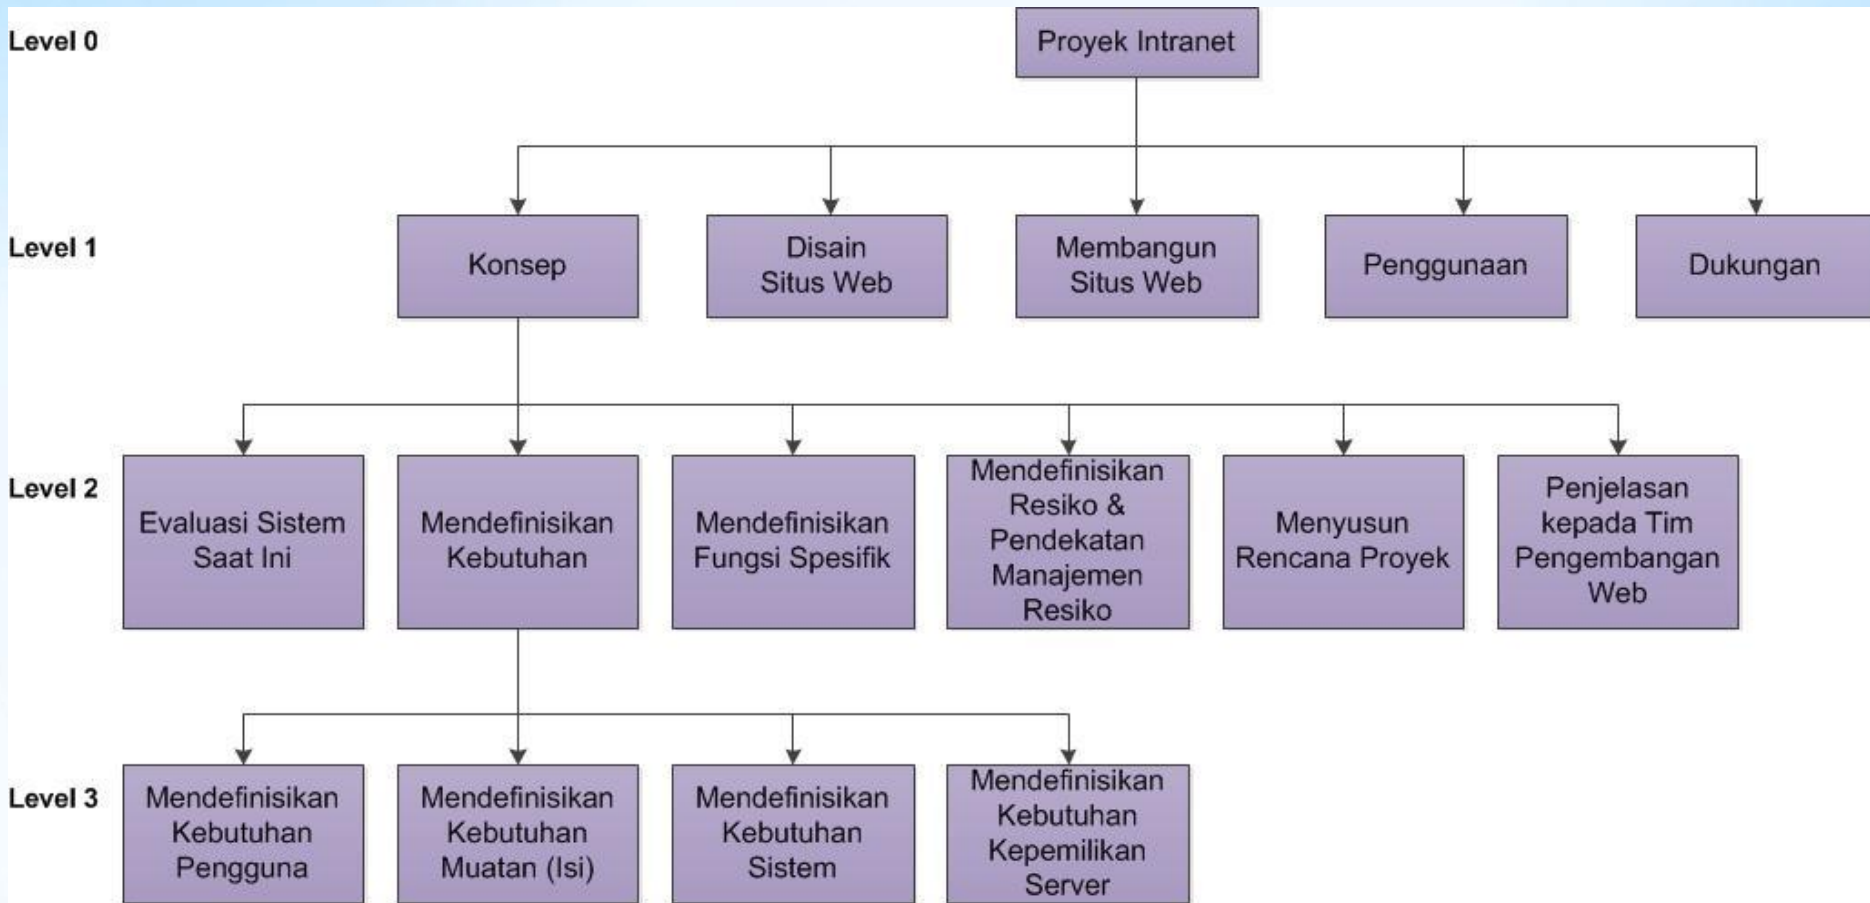 Level 0
Proyek Intranet
Level 1
Konsep
Disain
Situs Web
Membangun
Situs Web
Penggunaan
Dukungan
Level 2
Evaluasi Sistem
Saat Ini
Mendefinisikan
Kebutuhan
Mendefinisikan
Fungsi Spesifik
Mendefinisikan
Resiko &
Pendekatan
Manajemen
Resiko
Menyusun
Rencana Proyek
Penjelasan
kepada Tim
Pengembangan
Web
Level 3
Mendefinisikan
Kebutuhan
Pengguna
Mendefinisikan
Kebutuhan
Muatan (Isi)
Mendefinisikan
Kebutuhan
Sistem
Mendefinisikan
Kebutuhan
Kepemilikan
Server